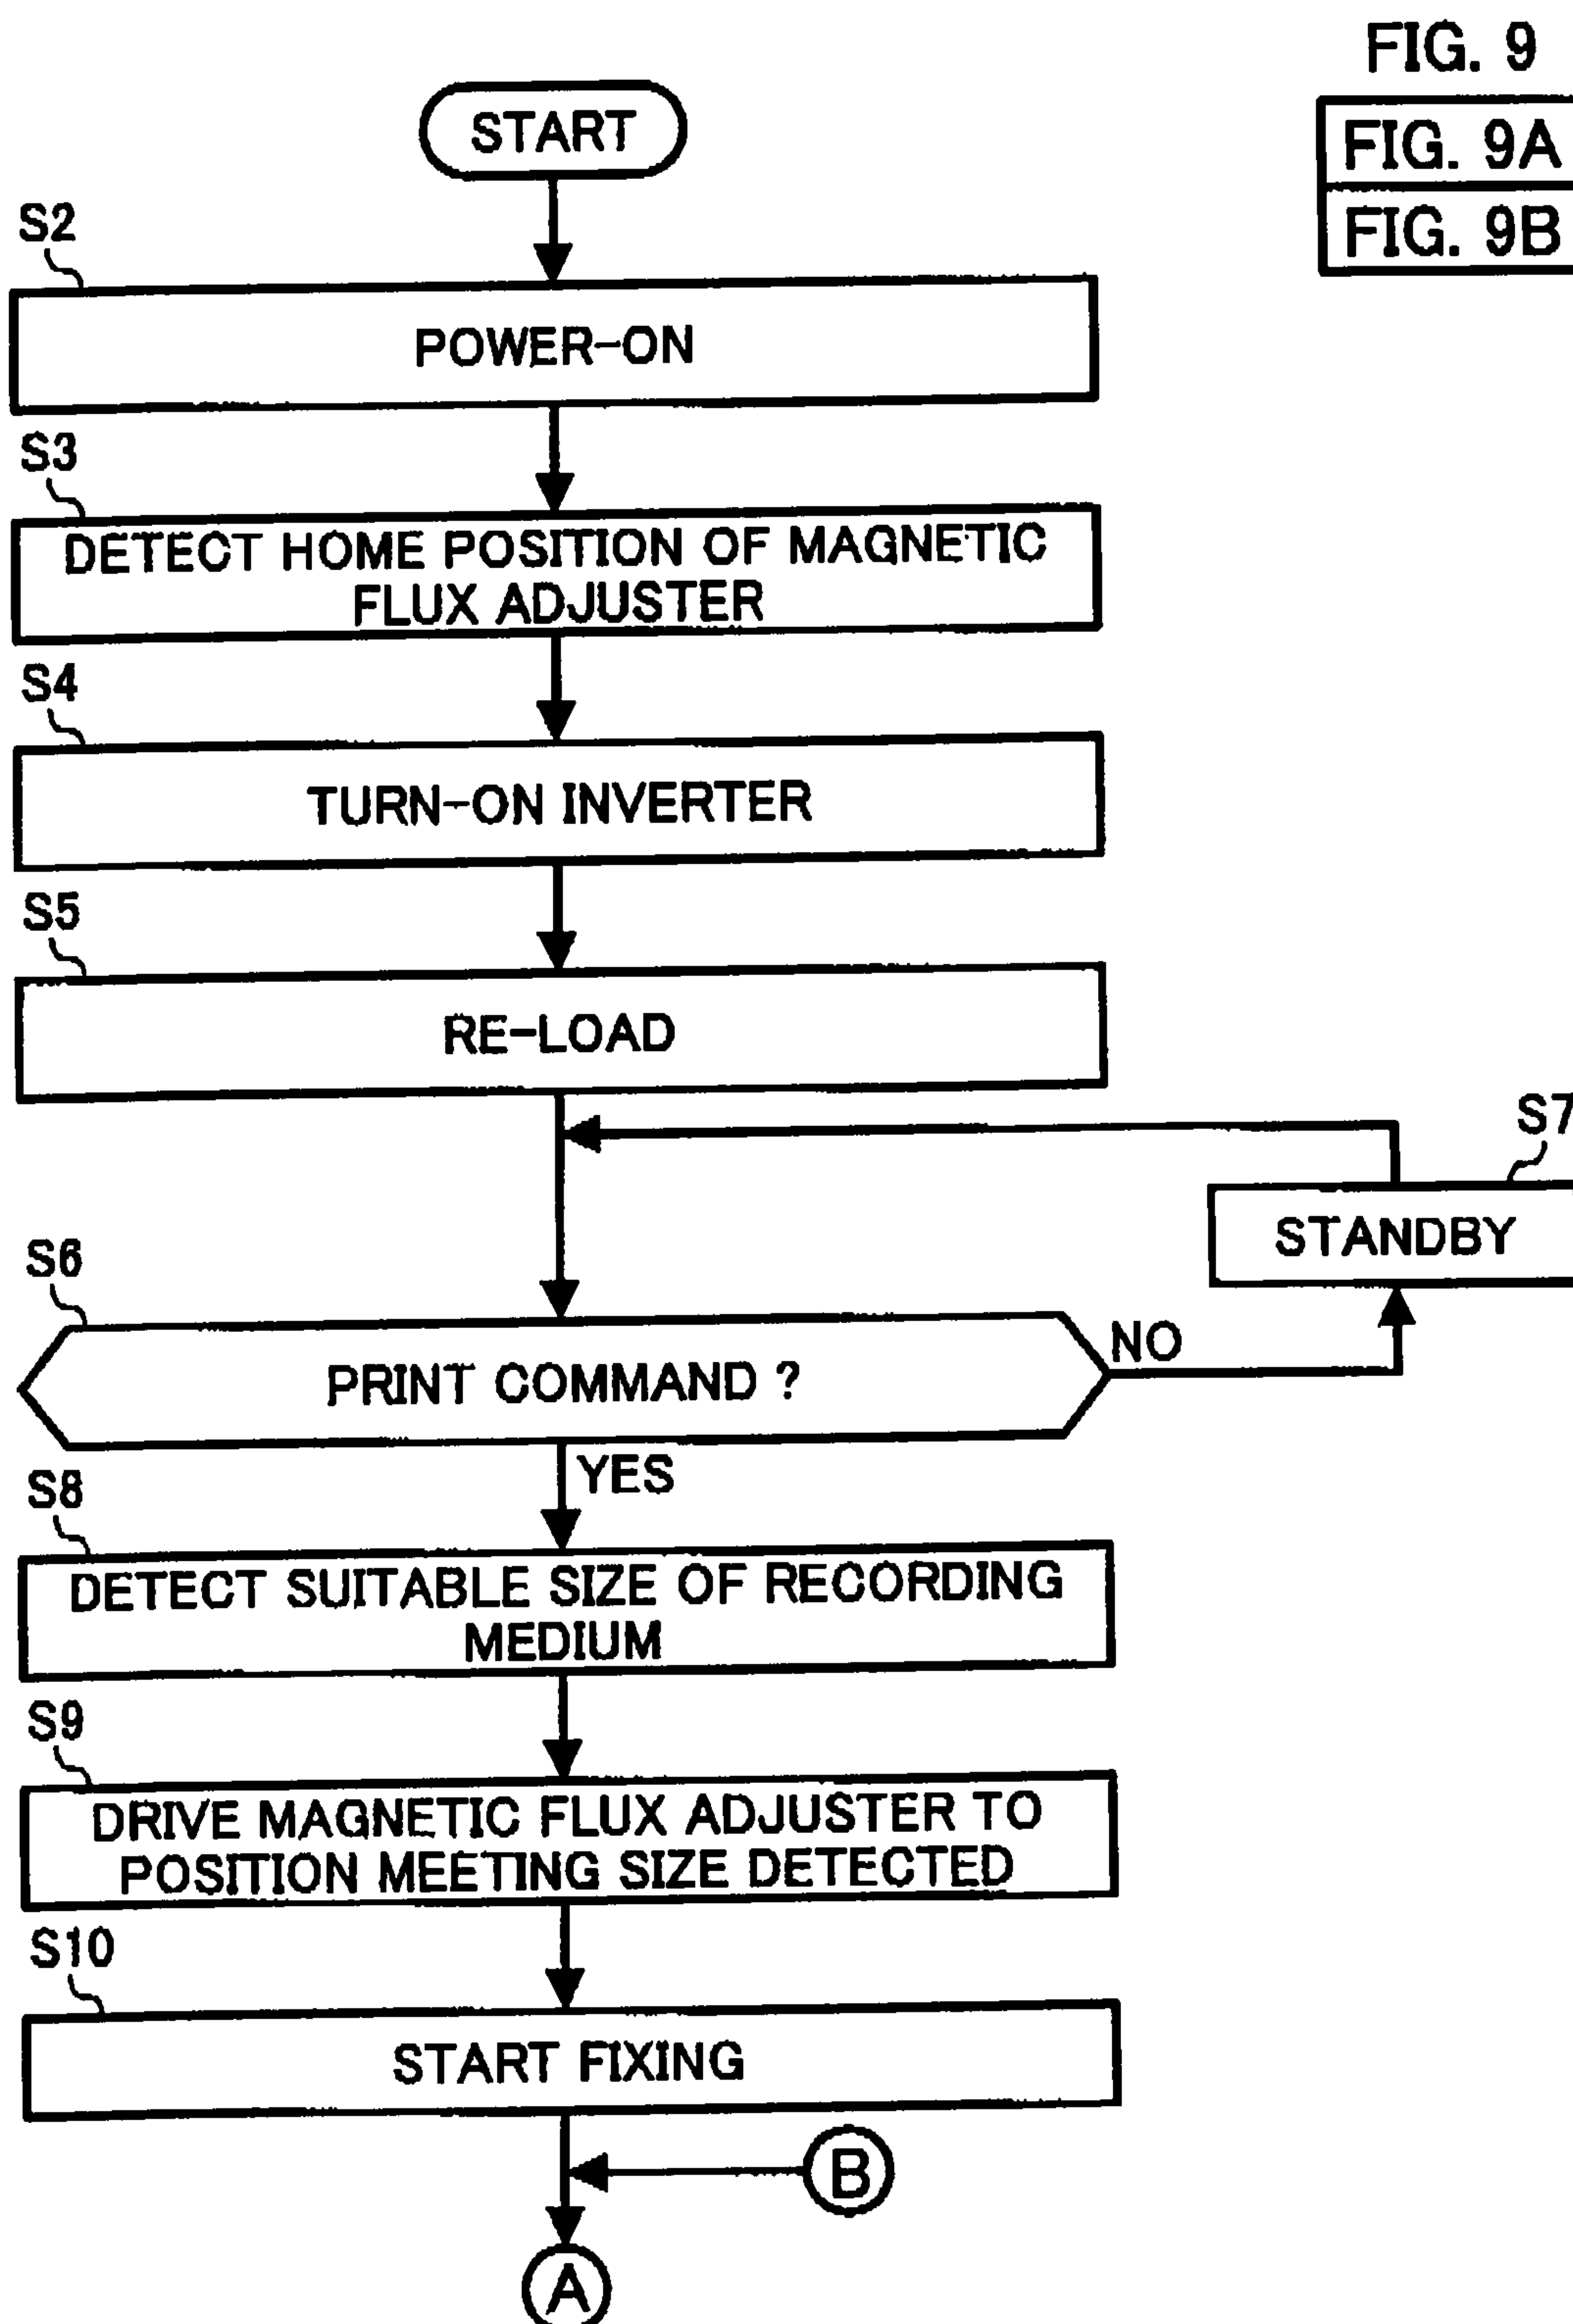 FIG. 9
FIG. 9A
FIG. 9B
START
S2
POWER-ON
S3
DETECT HOME POSITION OF MAGNETIC
FLUX ADJUSTER
S4
TURN-ON INVERTER
S5
RE-LOAD
S7
STANDBY
S6
PRINT COMMAND ?
NO
YES
S8
DETECT SUITABLE SIZE OF RECORDING
MEDIUM
S9
DRIVE MAGNETIC FLUX ADJUSTER TO
POSITION MEETING SIZE DETECTED
S10
START FIXING
B
A